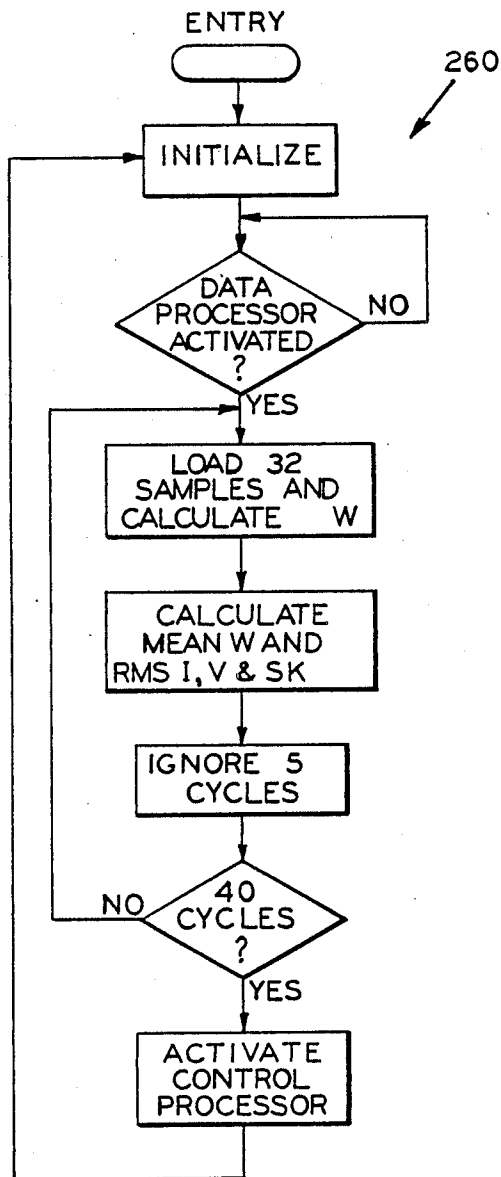 ENTRY
260
INITIALIZE
DATA
PROCESSOR
ACTIVATED
?
NO
YES
LOAD 32
SAMPLES AND
CALCULATE W
CALCULATE
MEAN W AND
RMS I, V & SK
IGNORE 5
CYCLES
40
CYCLES
?
NO
YES
ACTIVATE
CONTROL
PROCESSOR